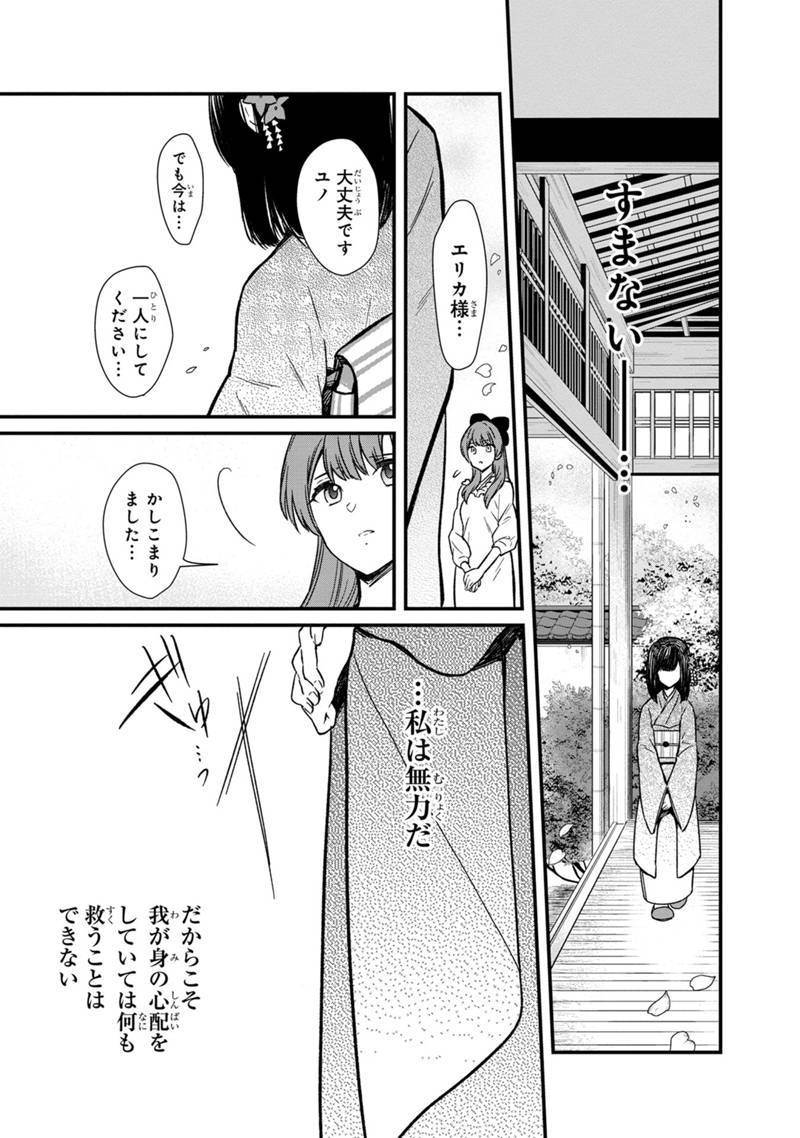 すまない――…
エリカ様…
大丈夫です
ユノ
でも今は…
一人にして
ください…
かしこまり
ました…
ぎゅっ
…私は無力だ
だからこそ
我が身の心配を
していては何も
救うことは
できない